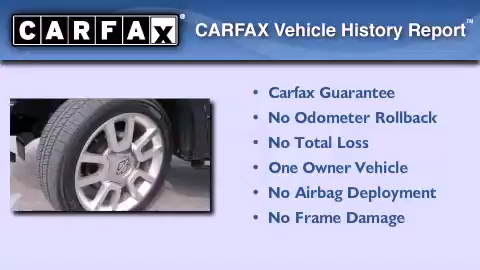 CARFAX® CARFAX Vehicle History Report™
• Carfax Guarantee
• No Odometer Rollback
• No Total Loss
• One Owner Vehicle
• No Airbag Deployment
• No Frame Damage